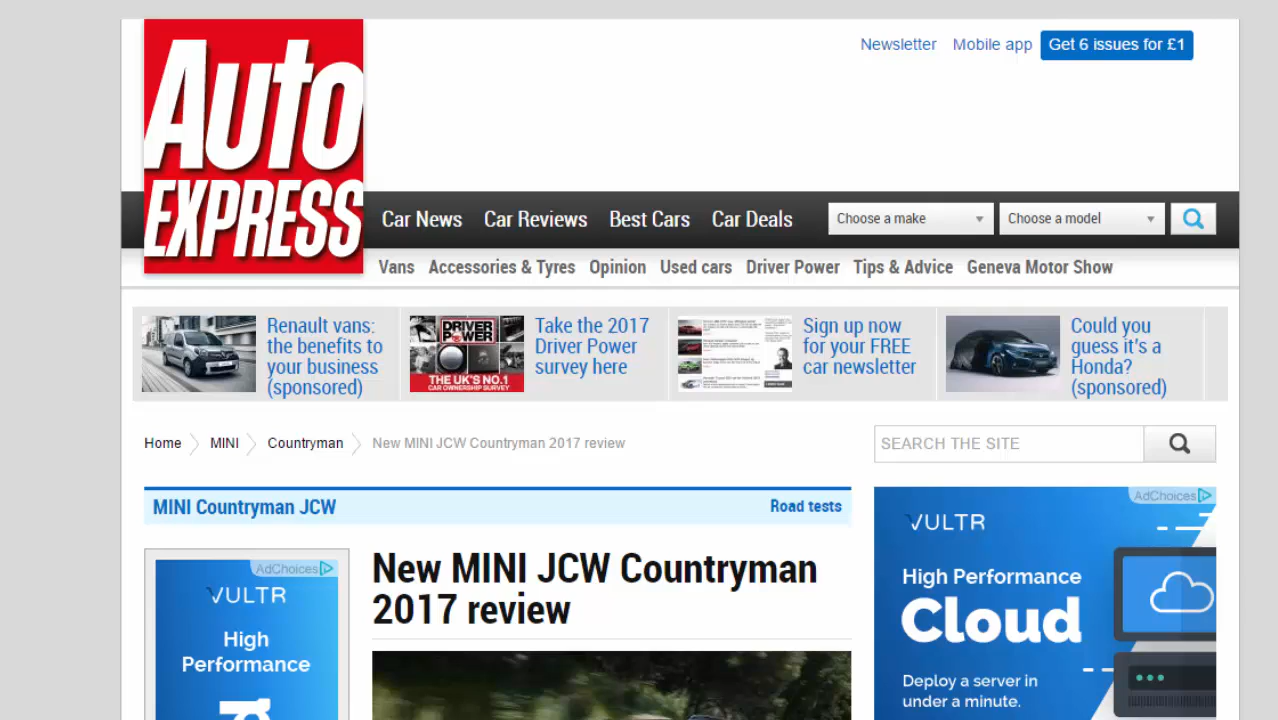 Auto
EXPRESS
Newsletter Mobile app Get 6 issues for £1
Car News Car Reviews Best Cars Car Deals Choose a make Choose a model
Vans Accessories & Tyres Opinion Used cars Driver Power Tips & Advice Geneva Motor Show
Renault vans:
the benefits to
your business
(sponsored)
DRIVER
POWER
THE UK'S NO.1
CAR OWNERSHIP SURVEY
Take the 2017
Driver Power
survey here
Sign up now
for your FREE
car newsletter
Could you
guess it's a
Honda?
(sponsored)
Home MINI Countryman New MINI JCW Countryman 2017 review
SEARCH THE SITE
MINI Countryman JCW Road tests
AdChoices
VULTR
High
Performance
New MINI JCW Countryman
2017 review
AdChoices
VULTR
High Performance
Cloud
Deploy a server in
under a minute.